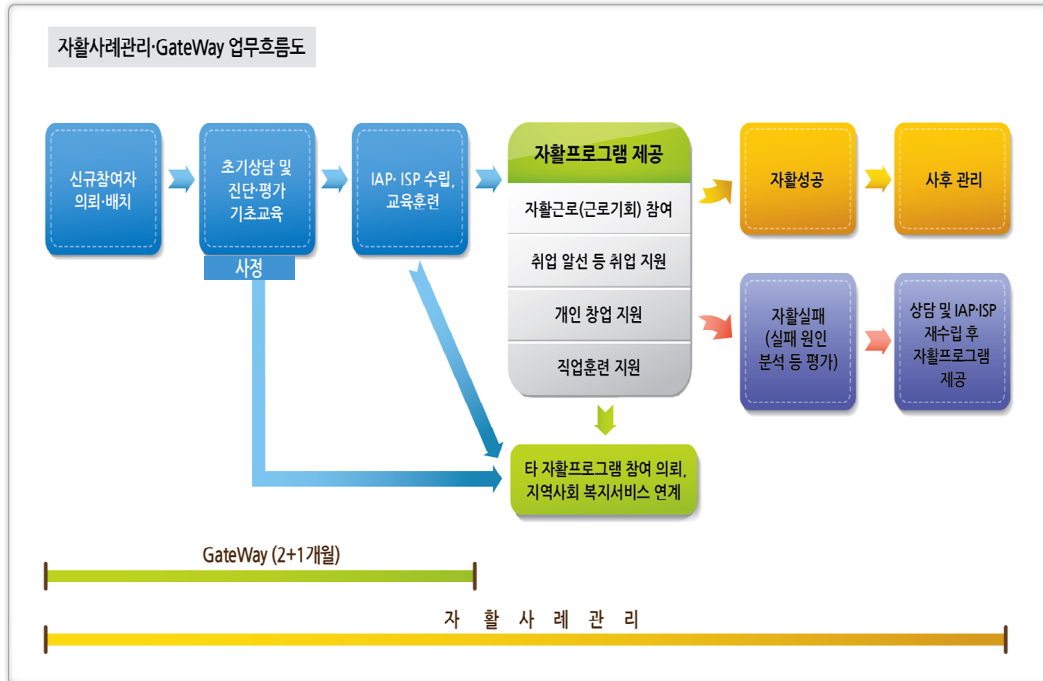 자활사례관리·GateWay 업무흐름도
신규참여자
의뢰·배치
초기상담 및
진단·평가
기초교육
사정
IAP· ISP 수립,
교육훈련
자활프로그램 제공
자활근로(근로기회) 참여
취업 알선 등 취업 지원
개인 창업 지원
직업훈련 지원
자활성공
사후 관리
자활실패
(실패 원인
분석 등 평가)
상담 및 IAP·ISP
재수립 후
자활프로그램
제공
타 자활프로그램 참여 의뢰,
지역사회 복지서비스 연계
GateWay (2+1개월)
자 활 사 례 관 리